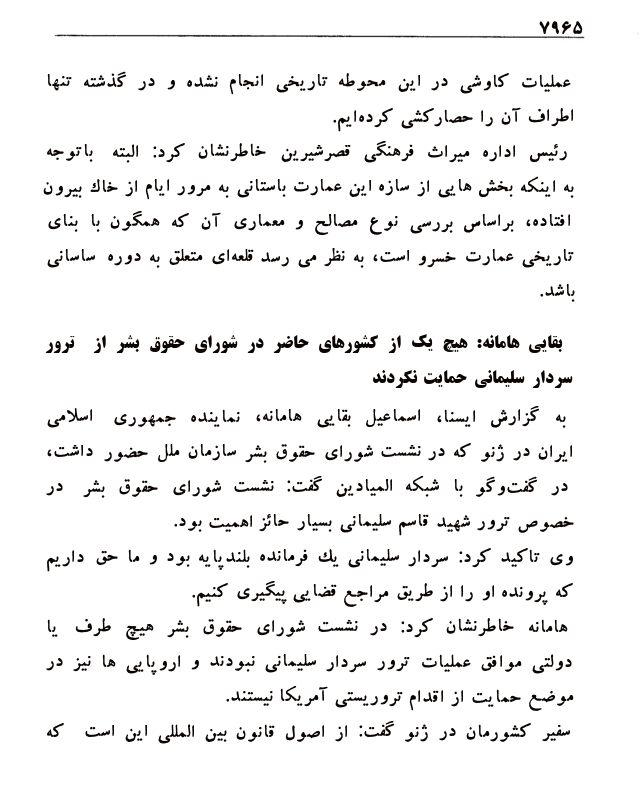 ۷۹۶۵
عملیات کاوشی در این محوطه تاریخی انجام نشده و در گذشته تنها
اطراف آن را حصارکشی کرده‌ایم.
رئیس اداره میراث فرهنگی قصرشیرین خاطرنشان کرد: البته باتوجه
به اینکه بخش هایی از سازه این عمارت باستانی به مرور ایام از خاك بیرون
افتاده، براساس بررسی نوع مصالح و معماری آن که همگون با بنای
تاریخی عمارت خسرو است، به نظر می رسد قلعه‌ای متعلق به دوره ساسانی
باشد.
بقایی هامانه: هیچ یک از کشورهای حاضر در شورای حقوق بشر از ترور
سردار سلیمانی حمایت نکردند
به گزارش ایسنا، اسماعیل بقایی هامانه، نماینده جمهوری اسلامی
ایران در ژنو که در نشست شورای حقوق بشر سازمان ملل حضور داشت،
در گفت‌وگو با شبکه المیادین گفت: نشست شورای حقوق بشر در
خصوص ترور شهید قاسم سلیمانی بسیار حائز اهمیت بود.
وی تاکید کرد: سردار سلیمانی یك فرمانده بلندپایه بود و ما حق داریم
که پرونده او را از طریق مراجع قضایی پیگیری کنیم.
هامانه خاطرنشان کرد: در نشست شورای حقوق بشر هیچ طرف یا
دولتی موافق عملیات ترور سردار سلیمانی نبودند و اروپایی ها نیز در
موضع حمایت از اقدام تروریستی آمریکا نیستند.
سفیر کشورمان در ژنو گفت: از اصول قانون بین المللی این است که